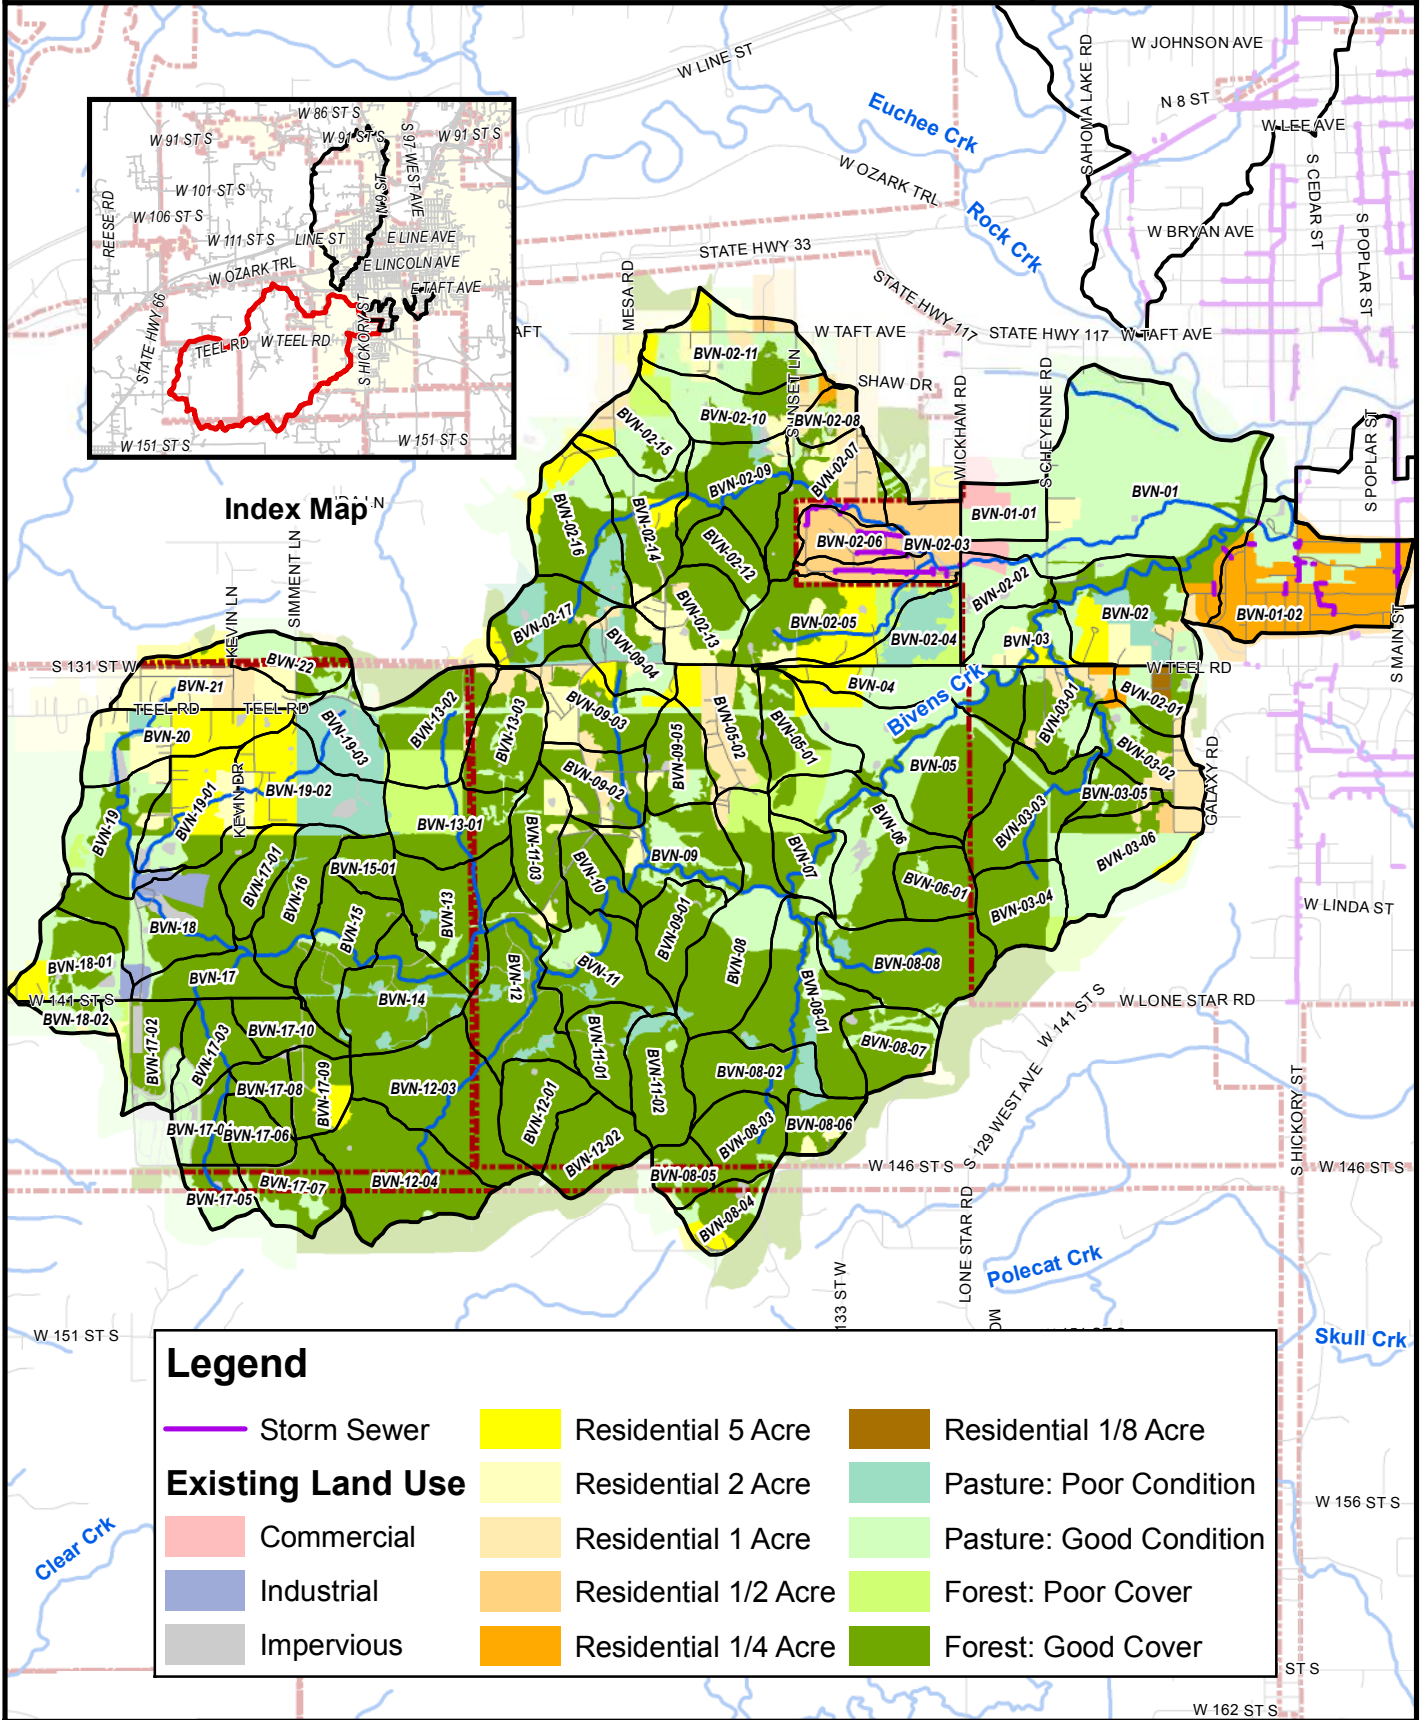 W JOHNSON AVE
W LINE ST
SAHOMA LAKE RD
N 8 ST
Euchee Crk
W LEE AVE
S CEDAR ST
W OZARK TRL
Rock Crk
S POPLAR ST
W BRYAN AVE
STATE HWY 33
MESA RD
STATE HWY 117
AFT
W TAFT AVE
STATE HWY 117
W TAFT AVE
SHAW DR
S SUNSET LN
WICKHAM RD
S CHEYENNE RD
S POPLAR ST
W 86 ST S
W 91 ST S
W 91 ST S
W 91 ST S
S 97 WEST AVE
N 9 ST
W 101 ST S
REESE RD
W 106 ST S
W 111 ST S
LINE ST
E LINE AVE
W OZARK TRL
E LINCOLN AVE
E TAFT AVE
STATE HWY 66
TEEL RD
W TEEL RD
S HICKORY ST
W 151 ST S
W 151 ST S
Index Map
LN
SIMMENT LN
KEVIN LN
BVN-02-11
BVN-02-10
BVN-02-08
BVN-02-15
BVN-02-07
BVN-02-09
BVN-02-16
BVN-02-14
BVN-02-12
BVN-02-06
BVN-02-03
BVN-01-01
BVN-01
BVN-02-02
BVN-02
BVN-01-02
BVN-02-17
BVN-02-13
BVN-02-05
BVN-02-04
BVN-03
BVN-09-04
S MAIN ST
S 131 ST W
BVN-22
W TEEL RD
BVN-21
BVN-04
Bivens Crk
BVN-03-01
BVN-02-01
TEEL RD
TEEL RD
BVN-20
BVN-19-03
BVN-13-02
BVN-13-03
BVN-09-03
BVN-05-02
BVN-05-01
BVN-09-05
BVN-05
BVN-03-02
GALAXY RD
BVN-19-02
KEVIN DR
BVN-19-01
BVN-19
BVN-09-02
BVN-03-05
BVN-13-01
BVN-03-03
BVN-06
BVN-11-03
BVN-09
BVN-07
BVN-03-06
BVN-17-01
BVN-16
BVN-15-01
BVN-10
BVN-06-01
BVN-03-04
W LINDA ST
BVN-18
BVN-15
BVN-13
BVN-09-01
BVN-08
BVN-18-01
BVN-17
BVN-12
BVN-11
BVN-08-08
W 141 ST S
BVN-14
BVN-08-01
W LONE STAR RD
BVN-18-02
BVN-17-02
BVN-17-03
BVN-17-10
BVN-11-01
BVN-11-02
BVN-08-07
W 141 ST S
BVN-08-02
BVN-17-08
BVN-17-09
BVN-12-03
BVN-12-01
S 129 WEST AVE
S HICKORY ST
BVN-17-06
BVN-12-02
BVN-08-03
BVN-08-06
W 146 ST S
W 146 ST S
BVN-08-05
BVN-17-05
BVN-17-07
BVN-12-04
BVN-08-04
LONE STAR RD
Polecat Crk
133 ST W
W 151 ST S
Skull Crk
Legend
Storm Sewer
Existing Land Use
Commercial
Industrial
Impervious
Residential 5 Acre
Residential 2 Acre
Residential 1 Acre
Residential 1/2 Acre
Residential 1/4 Acre
Residential 1/8 Acre
Pasture: Poor Condition
Pasture: Good Condition
Forest: Poor Cover
Forest: Good Cover
Clear Crk
W 156 ST S
ST S
W 162 ST S